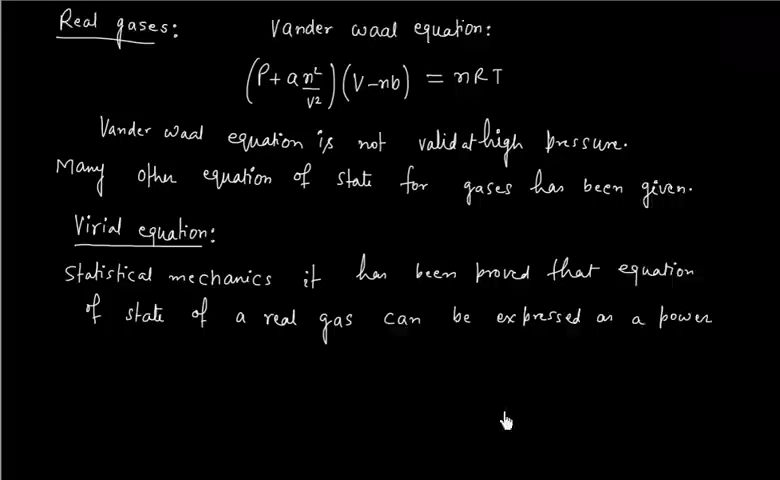 Real gases: Vander waal equation:
(P + a n²/V²) (V - nb) = nRT
Vander waal equation is not valid at high pressure.
Many other equation of state for gases has been given.
Virial equation:
Statistical mechanics it has been proved that equation
of state of a real gas can be expressed as a power